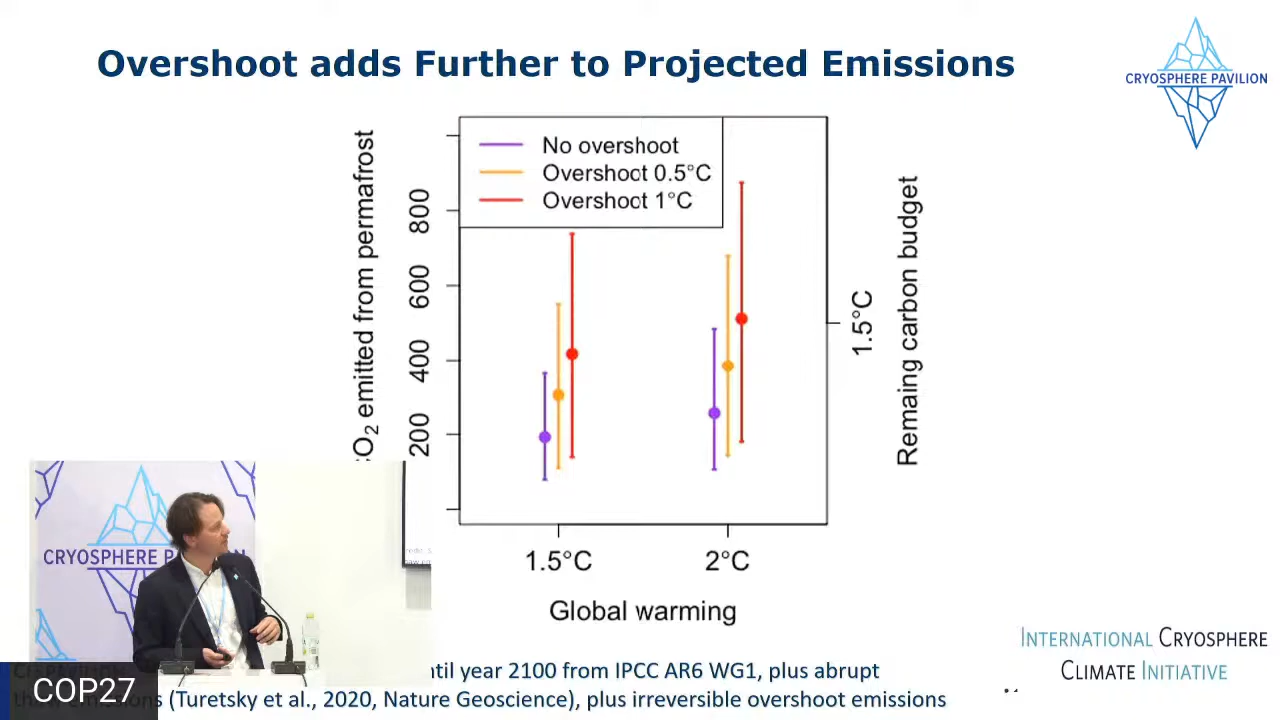 Overshoot adds Further to Projected Emissions
CRYOSPHERE PAVILION
No overshoot
Overshoot 0.5°C
Overshoot 1°C
emitted from permafrost
800
600
400
200
1.5°C
Remaing carbon budget
1.5°C
2°C
Global warming
CRYOSPHERE
INTERNATIONAL CRYOSPHERE
CLIMATE INITIATIVE
year 2100 from IPCC AR6 WG1, plus abrupt
(Turetsky et al., 2020, Nature Geoscience), plus irreversible overshoot emissions
COP27